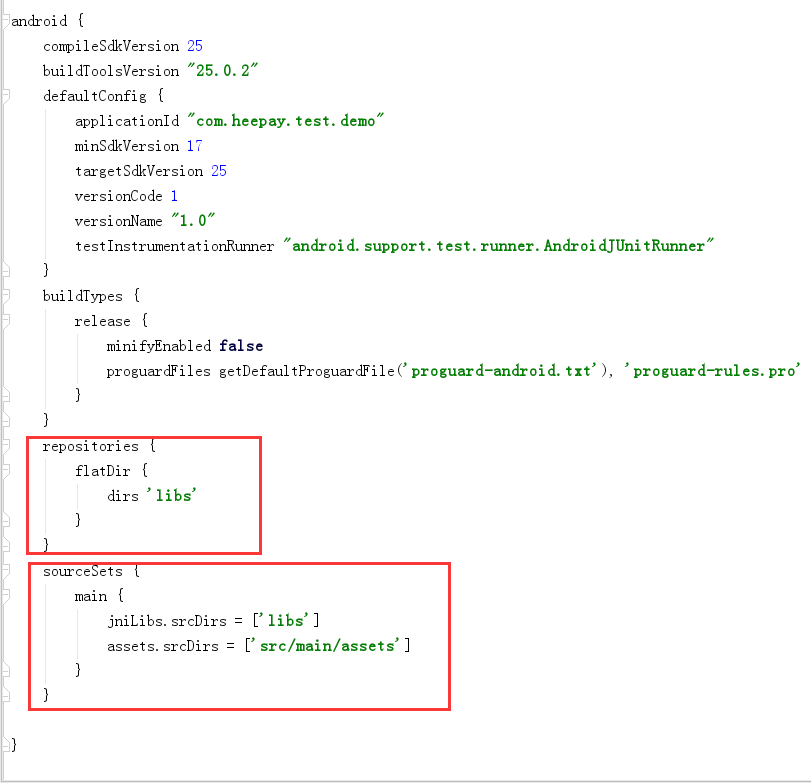 android {
    compileSdkVersion 25
    buildToolsVersion "25.0.2"
    defaultConfig {
        applicationId "com.heepay.test.demo"
        minSdkVersion 17
        targetSdkVersion 25
        versionCode 1
        versionName "1.0"
        testInstrumentationRunner "android.support.test.runner.AndroidJUnitRunner"
    }
    buildTypes {
        release {
            minifyEnabled false
            proguardFiles getDefaultProguardFile('proguard-android.txt'), 'proguard-rules.pro'
        }
    }
    repositories {
        flatDir {
            dirs 'libs'
        }
    }
    sourceSets {
        main {
            jniLibs.srcDirs = ['libs']
            assets.srcDirs = ['src/main/assets']
        }
    }
}